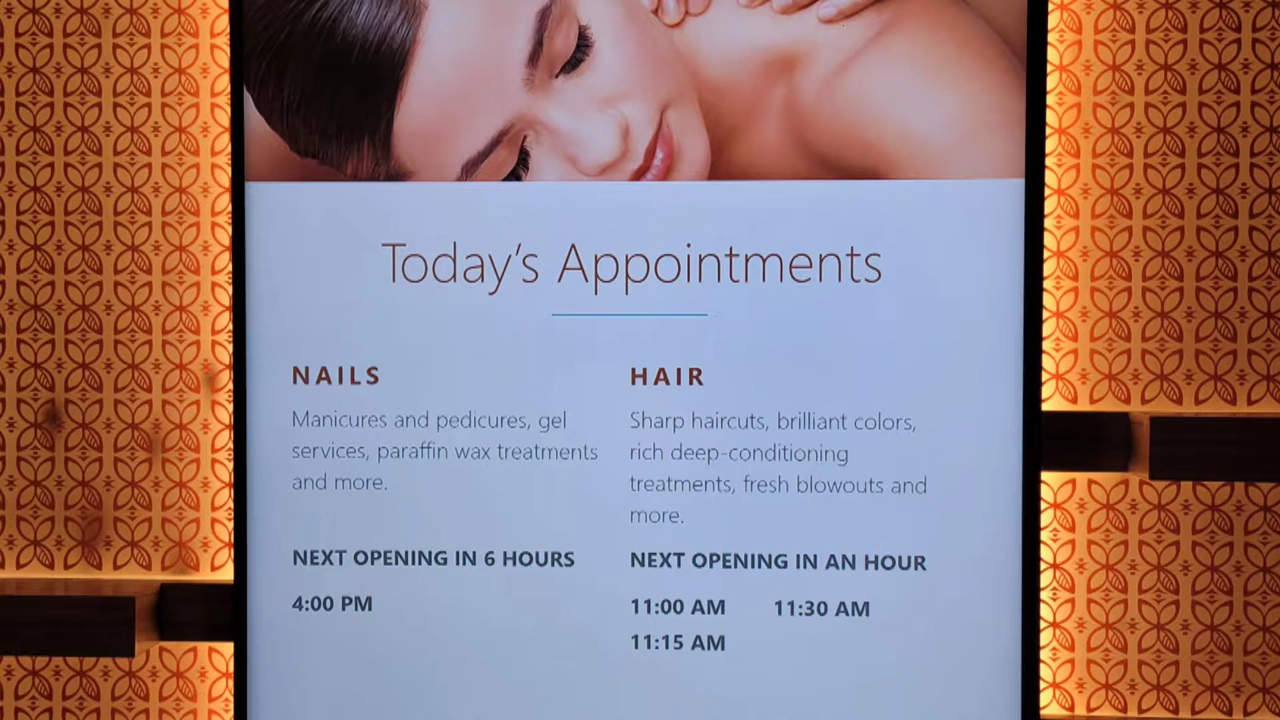 Today's Appointments
NAILS
Manicures and pedicures, gel
services, paraffin wax treatments
and more.
NEXT OPENING IN 6 HOURS
4:00 PM
HAIR
Sharp haircuts, brilliant colors,
rich deep-conditioning
treatments, fresh blowouts and
more.
NEXT OPENING IN AN HOUR
11:00 AM 11:30 AM
11:15 AM